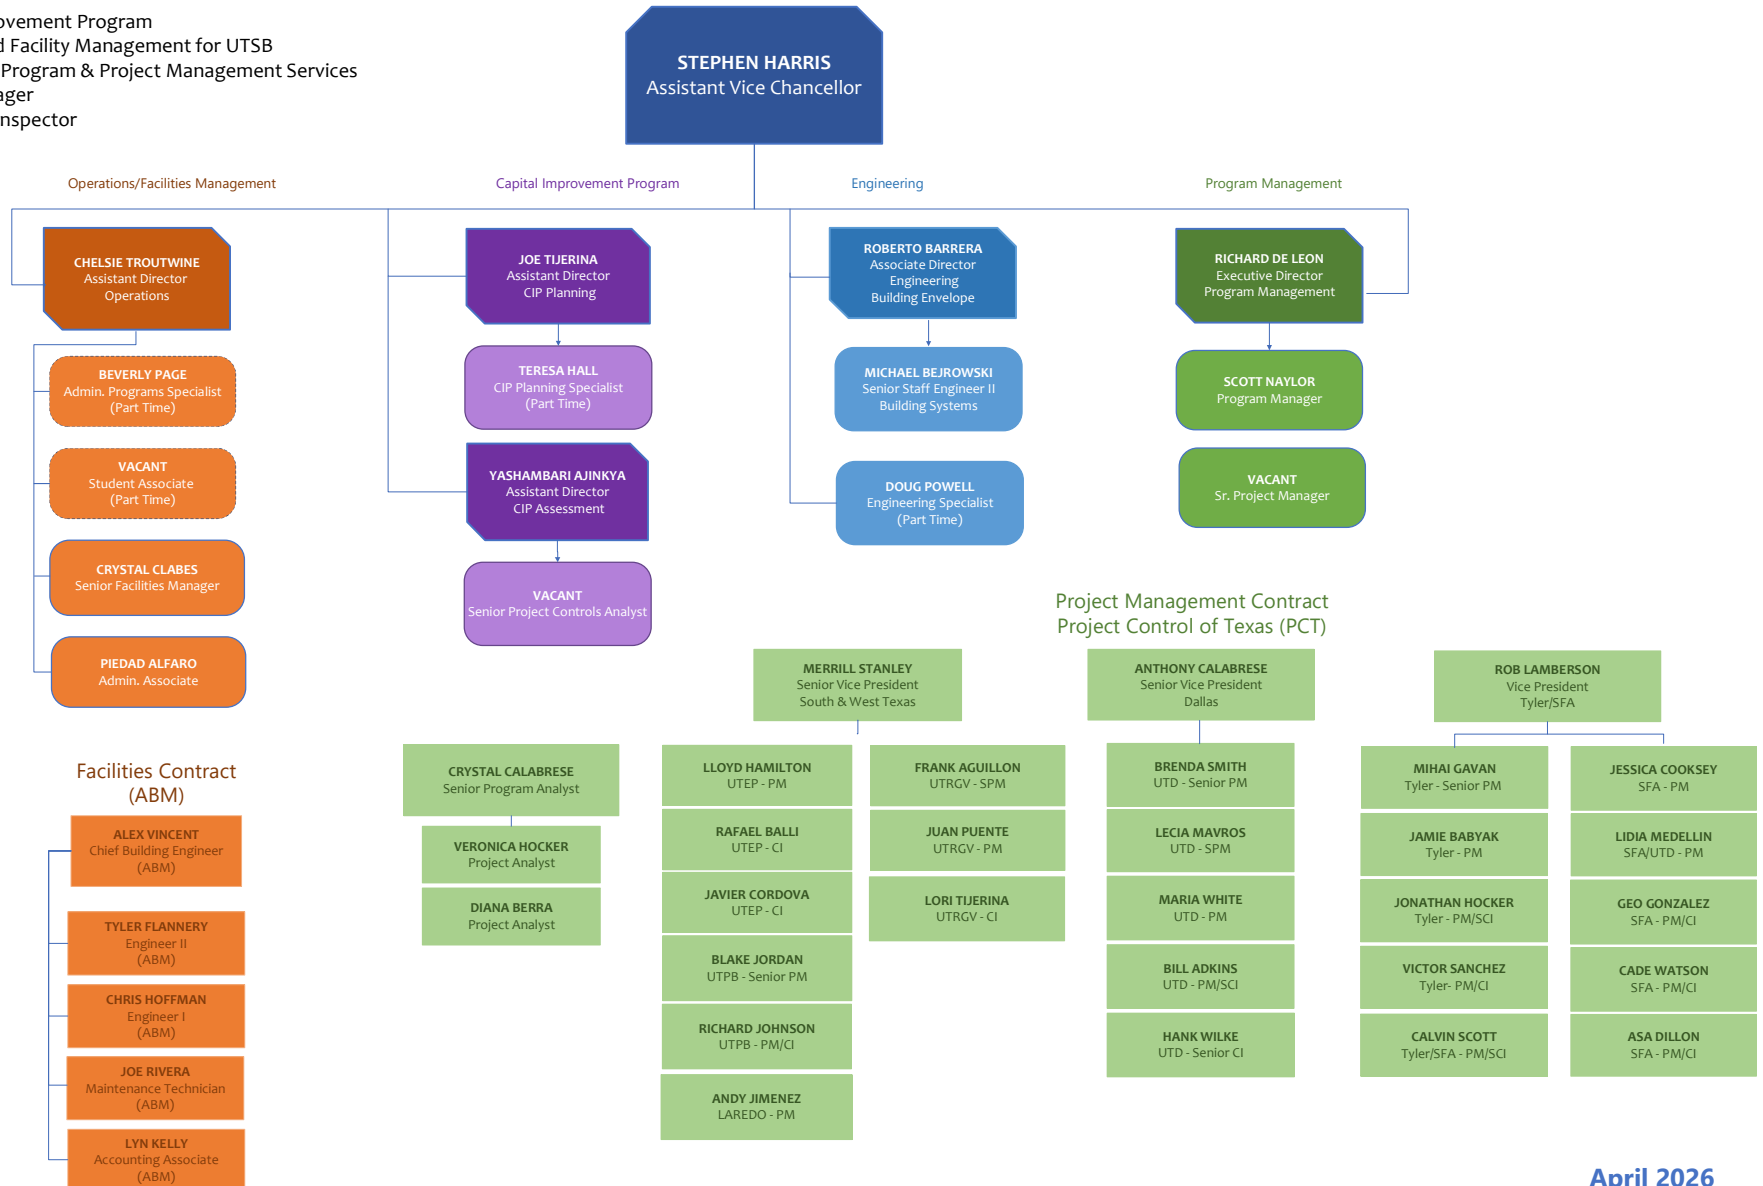 Program
Facility Management for UTSB
Program & Project Management Services
Inspector
STEPHEN HARRIS
Assistant Vice Chancellor
Operations/Facilities Management
Capital Improvement Program
Engineering
Program Management
CHELSIE TROUTWINE
Assistant Director
Operations
BEVERLY PAGE
Admin. Programs Specialist
(Part Time)
VACANT
Student Associate
(Part Time)
CRYSTAL CLABES
Senior Facilities Manager
PIEDAD ALFARO
Admin. Associate
JOE TIJERINA
Assistant Director
CIP Planning
TERESA HALL
CIP Planning Specialist
(Part Time)
YASHAMBARI AJINKYA
Assistant Director
CIP Assessment
VACANT
Senior Project Controls Analyst
ROBERTO BARRERA
Associate Director
Engineering
Building Envelope
MICHAEL BEJROWSKI
Senior Staff Engineer II
Building Systems
DOUG POWELL
Engineering Specialist
(Part Time)
RICHARD DE LEON
Executive Director
Program Management
SCOTT NAYLOR
Program Manager
VACANT
Sr. Project Manager
Facilities Contract
(ABM)
ALEX VINCENT
Chief Building Engineer
(ABM)
TYLER FLANNERY
Engineer II
(ABM)
CHRIS HOFFMAN
Engineer I
(ABM)
JOE RIVERA
Maintenance Technician
(ABM)
LYN KELLY
Accounting Associate
(ABM)
Project Management Contract
Project Control of Texas (PCT)
CRYSTAL CALABRESE
Senior Program Analyst
VERONICA HOCKER
Project Analyst
DIANA BERRA
Project Analyst
MERRILL STANLEY
Senior Vice President
South & West Texas
LLOYD HAMILTON
UTEP - PM
RAFAEL BALLI
UTEP - CI
JAVIER CORDOVA
UTEP - CI
BLAKE JORDAN
UTPB - Senior PM
RICHARD JOHNSON
UTPB - PM/CI
ANDY JIMENEZ
LAREDO - PM
FRANK AGUILLON
UTRGV - SPM
JUAN PUENTE
UTRGV - PM
LORI TIJERINA
UTRGV - CI
ANTHONY CALABRESE
Senior Vice President
Dallas
BRENDA SMITH
UTD - Senior PM
LECIA MAVROS
UTD - SPM
MARIA WHITE
UTD - PM
BILL ADKINS
UTD - PM/SCI
HANK WILKE
UTD - Senior CI
ROB LAMBERSON
Vice President
Tyler/SFA
MIHAI GAVAN
Tyler - Senior PM
JAMIE BABYAK
Tyler - PM
JONATHAN HOCKER
Tyler - PM/SCI
VICTOR SANCHEZ
Tyler- PM/CI
CALVIN SCOTT
Tyler/SFA - PM/SCI
JESSICA COOKSEY
SFA - PM
LIDIA MEDELLIN
SFA/UTD - PM
GEO GONZALEZ
SFA - PM/CI
CADE WATSON
SFA - PM/CI
ASA DILLON
SFA - PM/CI
April 2026